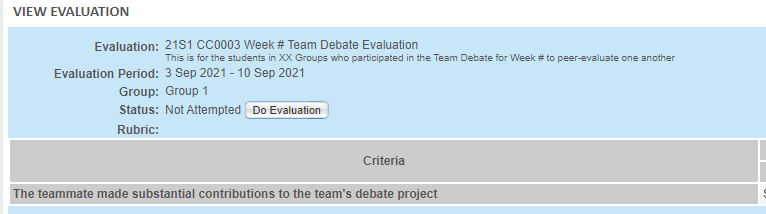 VIEW EVALUATION
Evaluation: 21S1 CC0003 Week # Team Debate Evaluation
This is for the students in XX Groups who participated in the Team Debate for Week # to peer-evaluate one another
Evaluation Period: 3 Sep 2021 - 10 Sep 2021
Group: Group 1
Status: Not Attempted Do Evaluation
Rubric:
Criteria
The teammate made substantial contributions to the team's debate project